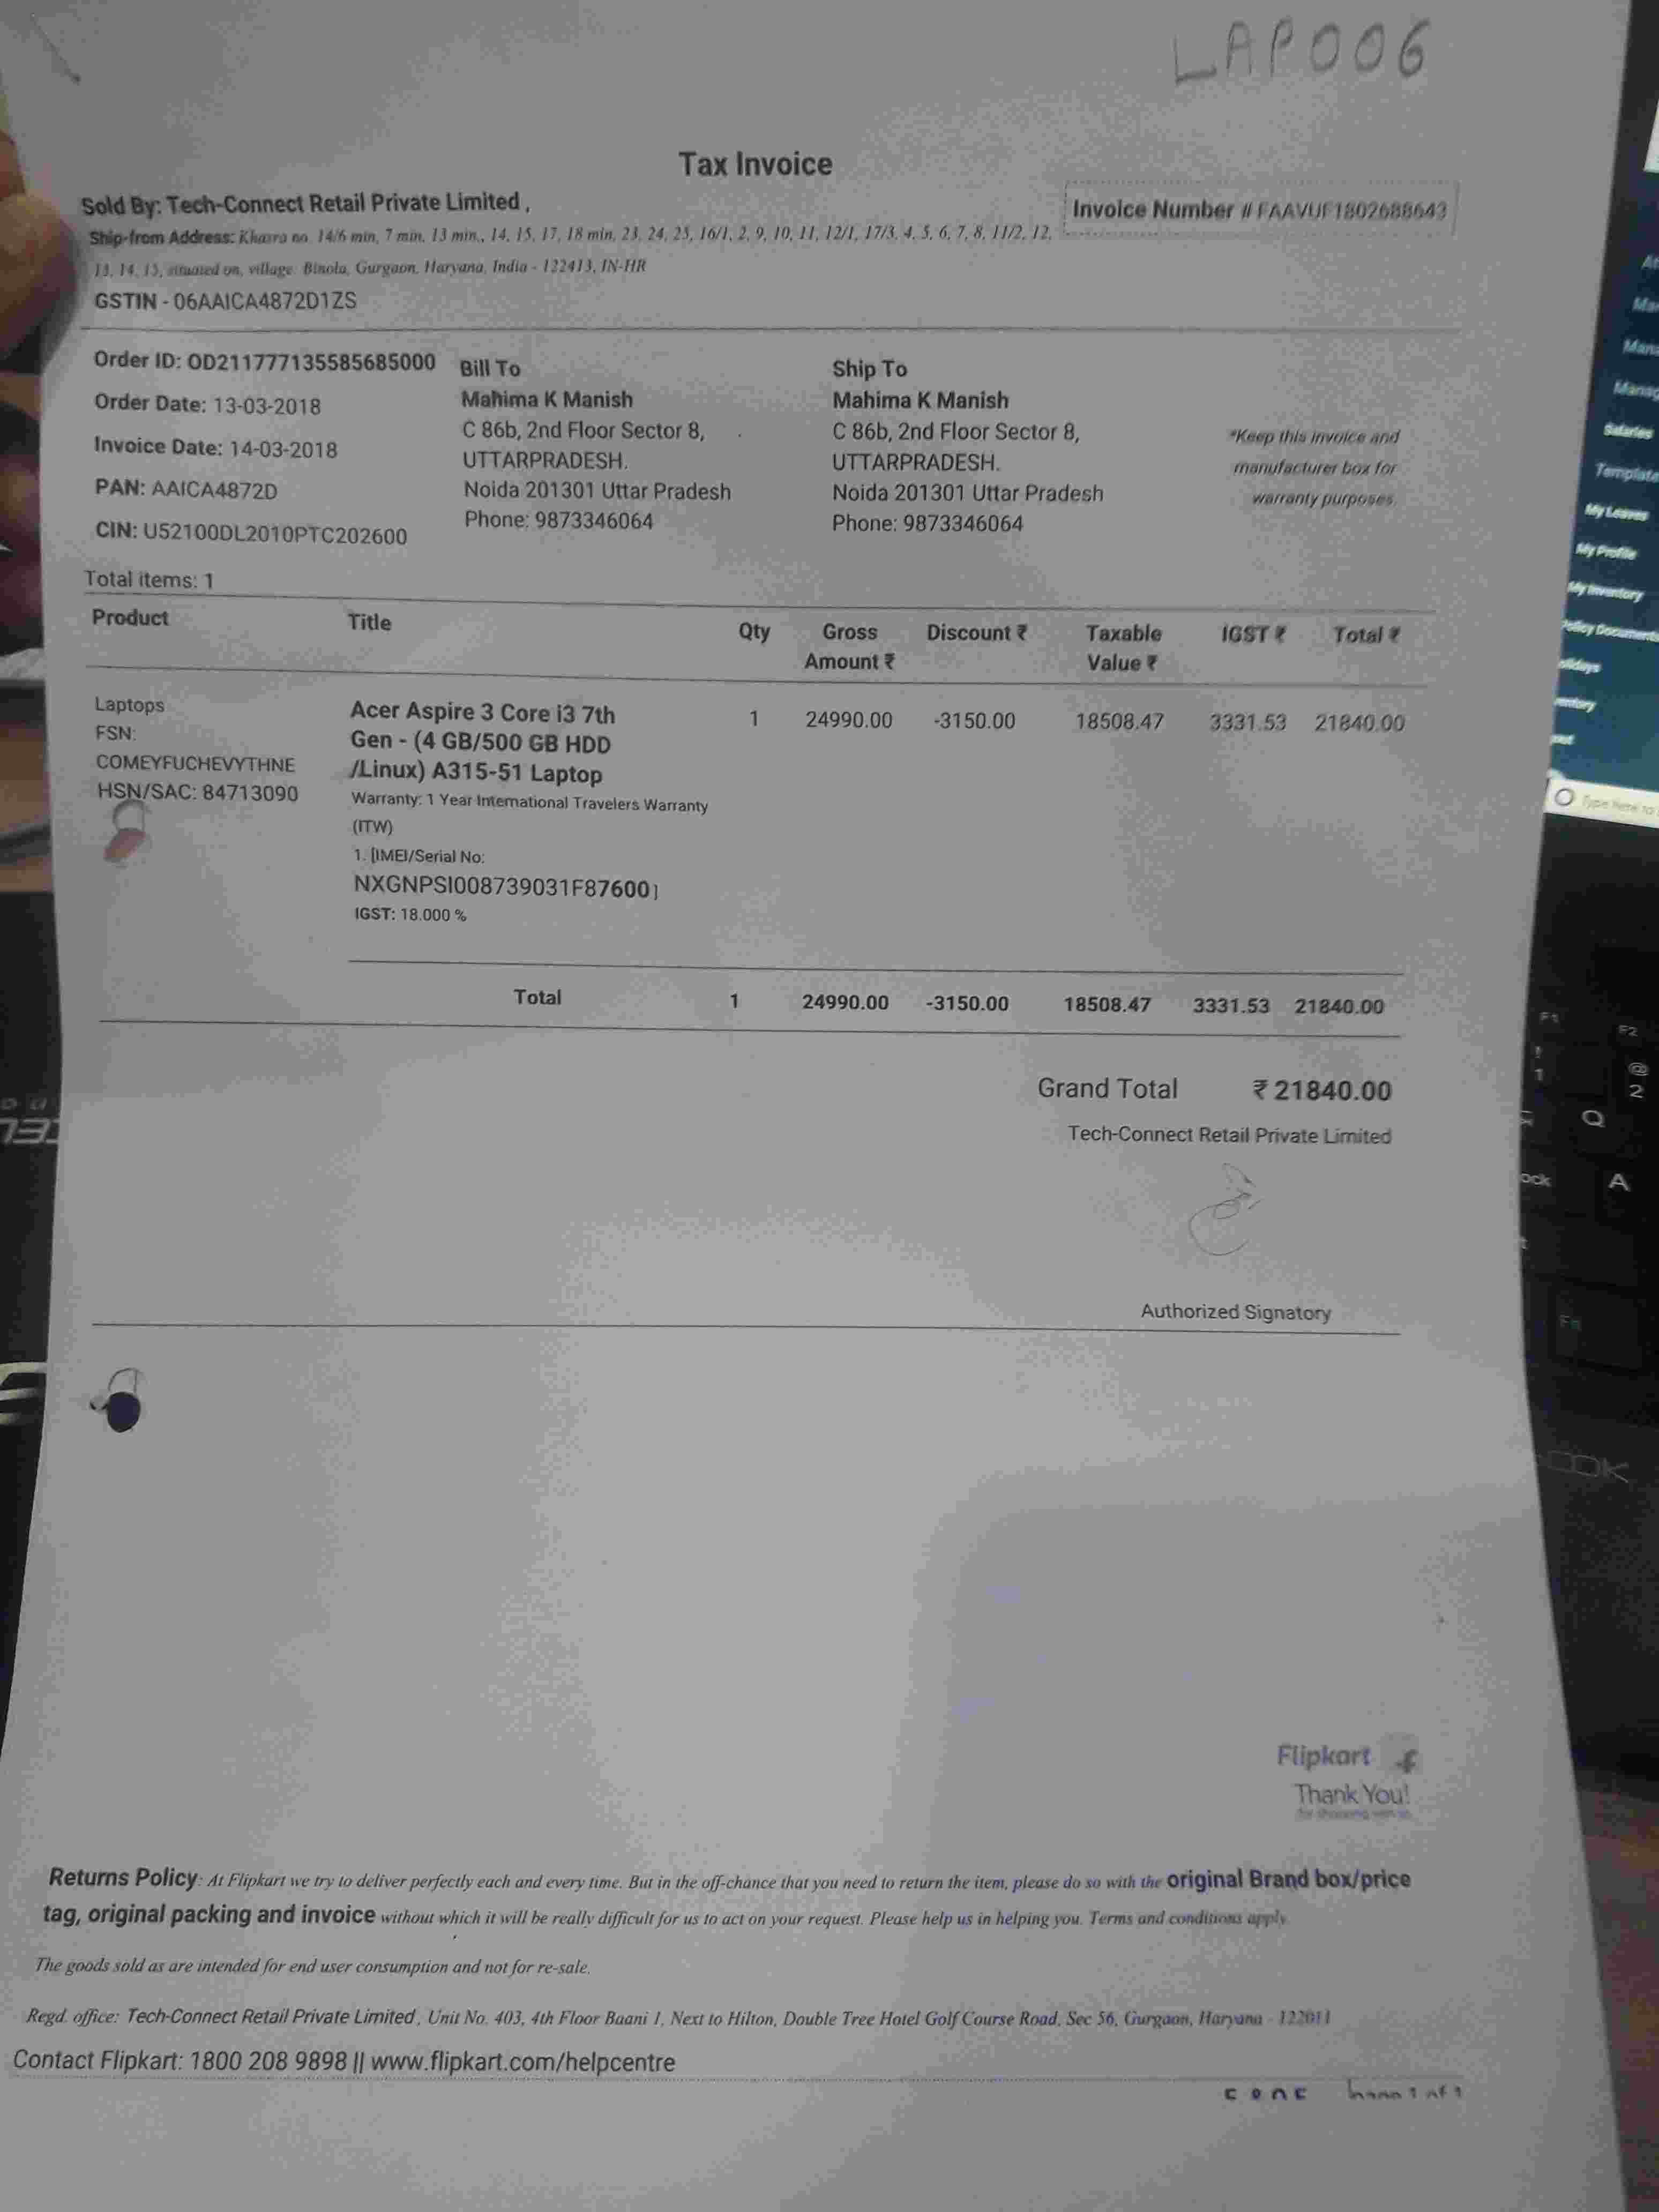 LAP006
Tax Invoice
Sold By: Tech-Connect Retail Private Limited ,
Invoice Number # FAAVUF1802688643
Ship-from Address: Khasra no. 14/6 min, 7 min, 13 min., 14, 15, 17, 18 min, 23, 24, 25, 16/1, 2, 9, 10, 11, 12/1, 17/3, 4, 5, 6, 7, 8, 11/2, 12,
13, 14, 15, situated on, village: Binola, Gurgaon, Haryana, India - 122413, IN-HR
GSTIN - 06AAICA4872D1ZS
Order ID: OD211777135585685000
Order Date: 13-03-2018
Invoice Date: 14-03-2018
PAN: AAICA4872D
CIN: U52100DL2010PTC202600
Bill To
Mahima K Manish
C 86b, 2nd Floor Sector 8,
UTTARPRADESH.
Noida 201301 Uttar Pradesh
Phone: 9873346064
Ship To
Mahima K Manish
C 86b, 2nd Floor Sector 8,
UTTARPRADESH.
Noida 201301 Uttar Pradesh
Phone: 9873346064
*Keep this invoice and
manufacturer box for
warranty purposes.
Total items: 1
Product Title Qty Gross Amount ₹ Discount ₹ Taxable Value ₹ IGST ₹ Total ₹
Laptops
FSN:
COMEYFUCHEVYTHNE
HSN/SAC: 84713090
Acer Aspire 3 Core i3 7th
Gen - (4 GB/500 GB HDD
/Linux) A315-51 Laptop
Warranty: 1 Year International Travelers Warranty
(ITW)
1. [IMEI/Serial No:
NXGNPSI008739031F87600]
IGST: 18.000 %
1 24990.00 -3150.00 18508.47 3331.53 21840.00
Total 1 24990.00 -3150.00 18508.47 3331.53 21840.00
Grand Total ₹ 21840.00
Tech-Connect Retail Private Limited
Authorized Signatory
Flipkart
Thank You!
for shopping with us
Returns Policy: At Flipkart we try to deliver perfectly each and every time. But in the off-chance that you need to return the item, please do so with the original Brand box/price
tag, original packing and invoice without which it will be really difficult for us to act on your request. Please help us in helping you. Terms and conditions apply
The goods sold as are intended for end user consumption and not for re-sale.
Regd. office: Tech-Connect Retail Private Limited , Unit No. 403, 4th Floor Baani 1, Next to Hilton, Double Tree Hotel Golf Course Road, Sec 56, Gurgaon, Haryana - 122011
Contact Flipkart: 1800 208 9898 || www.flipkart.com/helpcentre
My Leaves
My Profile
My Inventory
Policy Documents
Type here to
F1
F2
@
2
1
Q
A